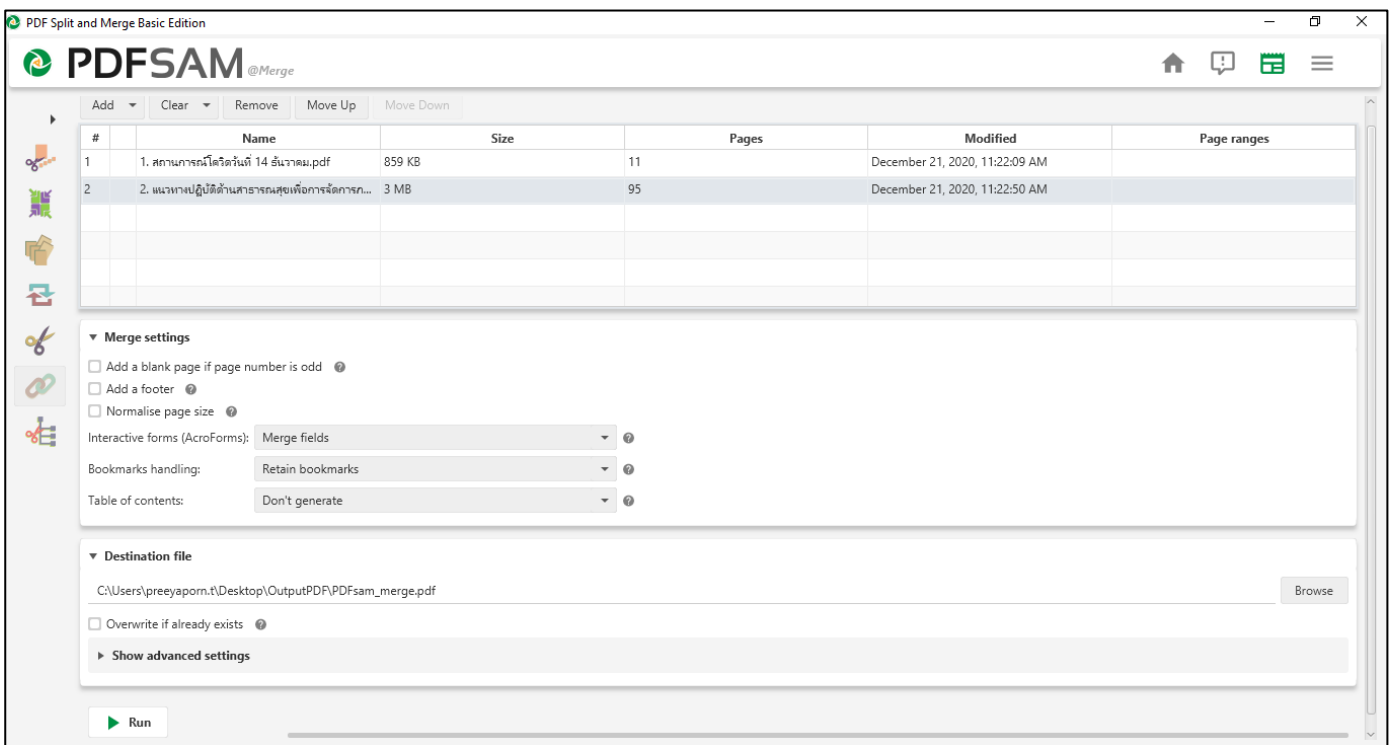 PDF Split and Merge Basic Edition
PDFSAM @Merge
Add Clear Remove Move Up Move Down
# Name Size Pages Modified Page ranges
1 1. สถานการณ์โควิดวันที่ 14 ธันวาคม.pdf 859 KB 11 December 21, 2020, 11:22:09 AM
2 2. แนวทางปฏิบัติด้านสาธารณสุขเพื่อการจัดการภ... 3 MB 95 December 21, 2020, 11:22:50 AM
Merge settings
Add a blank page if page number is odd
Add a footer
Normalise page size
Interactive forms (AcroForms): Merge fields
Bookmarks handling: Retain bookmarks
Table of contents: Don't generate
Destination file
C:\Users\preeyaporn.t\Desktop\OutputPDF\PDFsam_merge.pdf Browse
Overwrite if already exists
Show advanced settings
Run